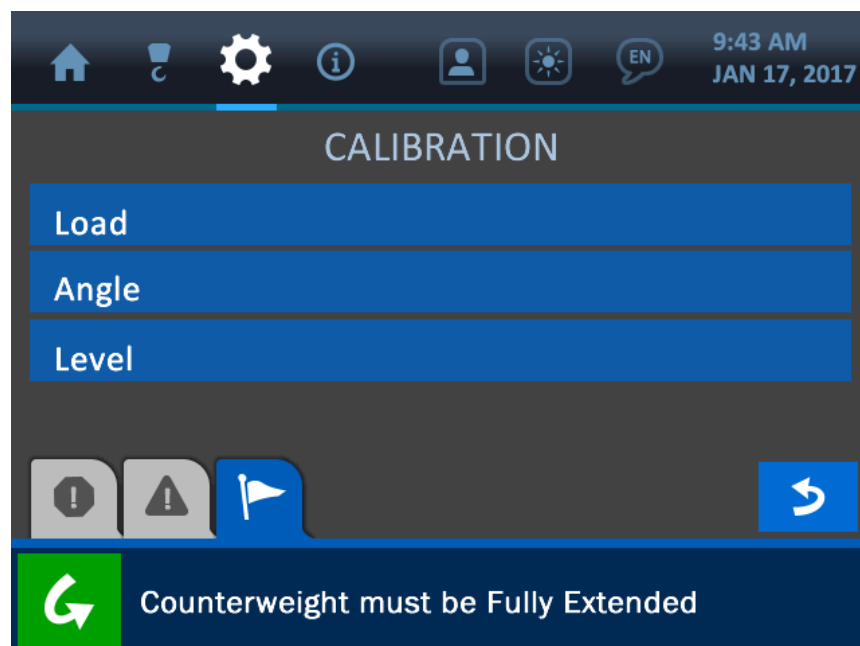 EN
9:43 AM
JAN 17, 2017
CALIBRATION
Load
Angle
Level
Counterweight must be Fully Extended